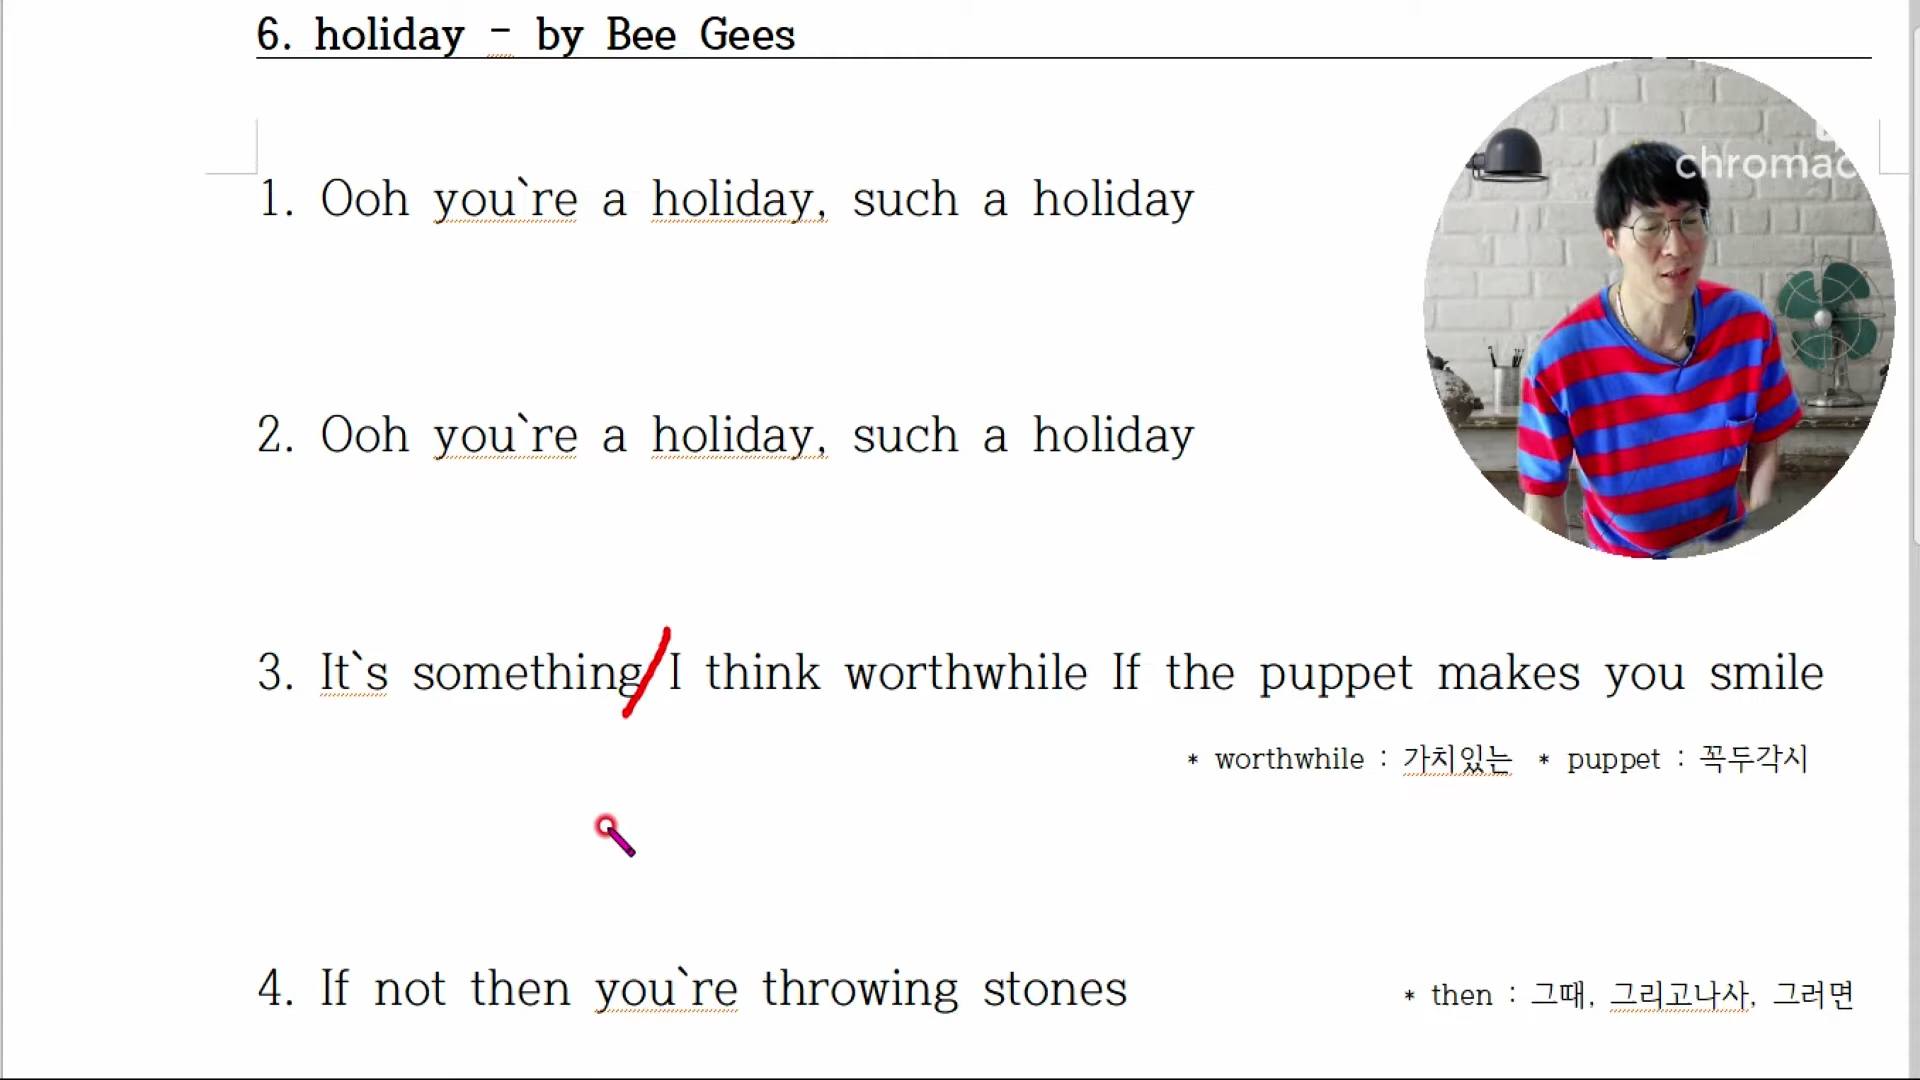 6. holiday - by Bee Gees
chromac
1. Ooh you`re a holiday, such a holiday
2. Ooh you`re a holiday, such a holiday
3. It`s something I think worthwhile If the puppet makes you smile
* worthwhile : 가치있는 * puppet : 꼭두각시
4. If not then you`re throwing stones
* then : 그때, 그리고나사, 그러면